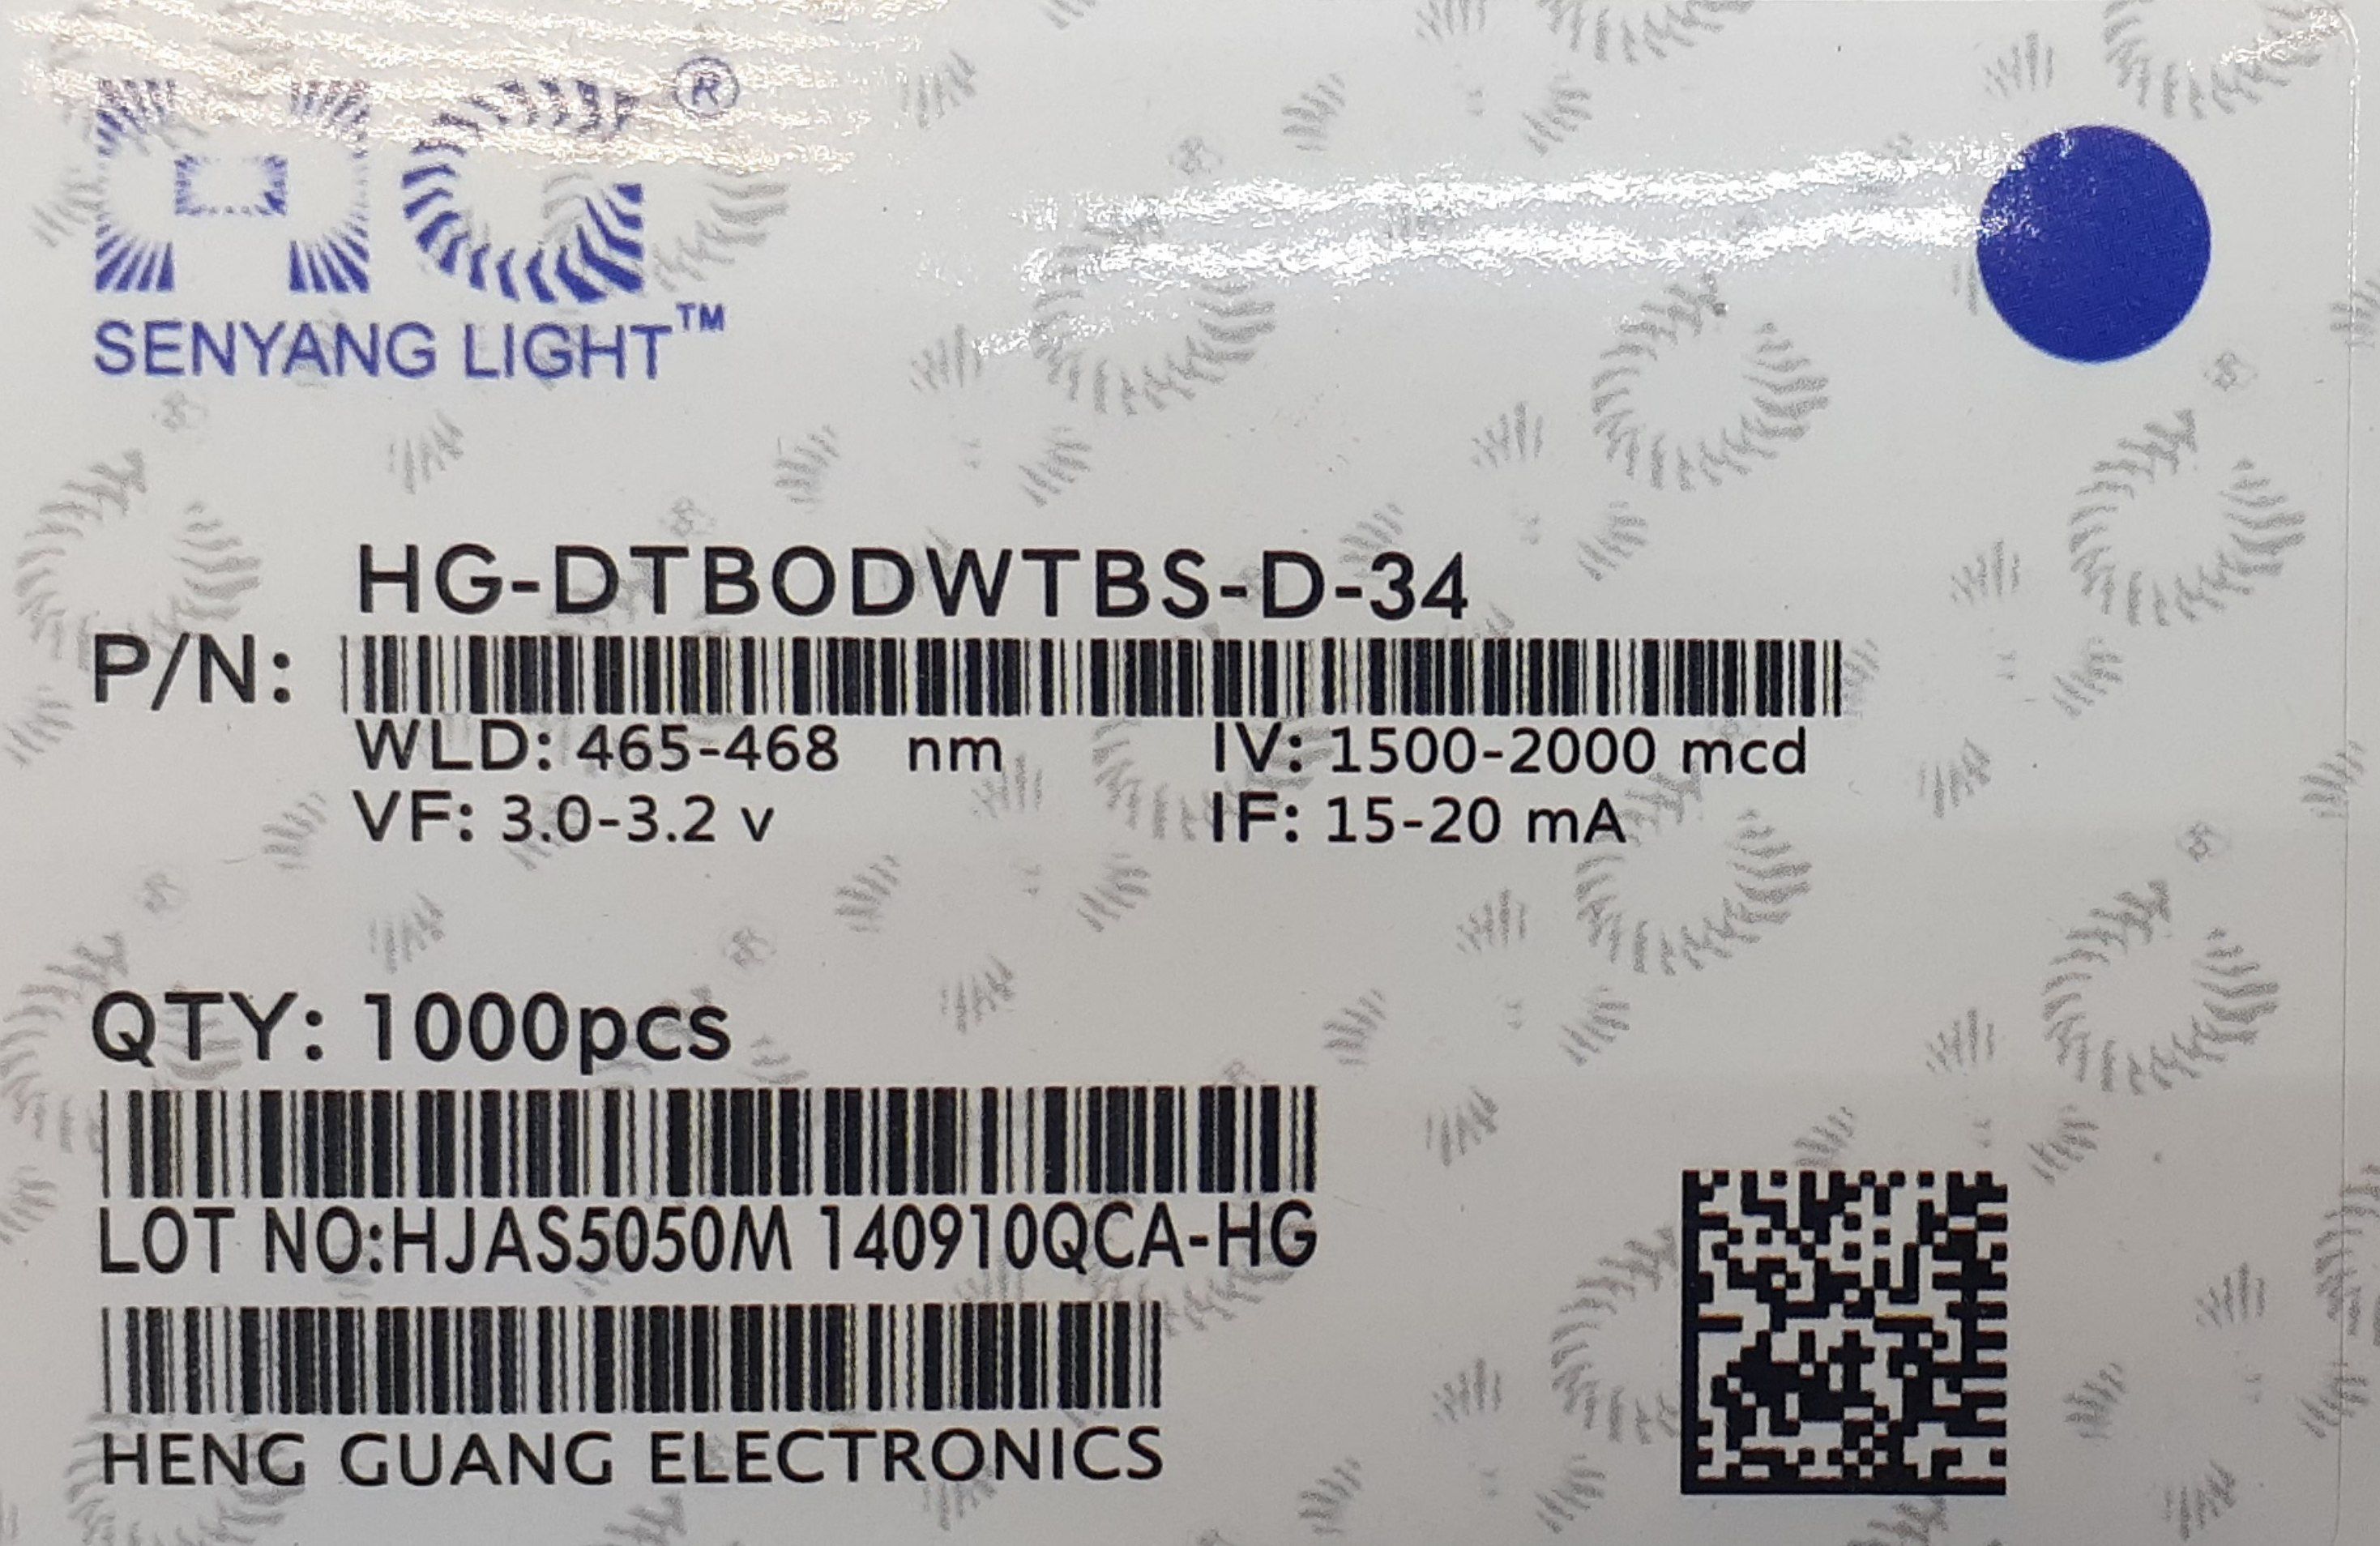 HG®
SENYANG LIGHT™
HG-DTBODWTBS-D-34
P/N:
WLD: 465-468 nm IV: 1500-2000 mcd
VF: 3.0-3.2 v IF: 15-20 mA
QTY: 1000pcs
LOT NO:HJAS5050M 140910QCA-HG
HENG GUANG ELECTRONICS